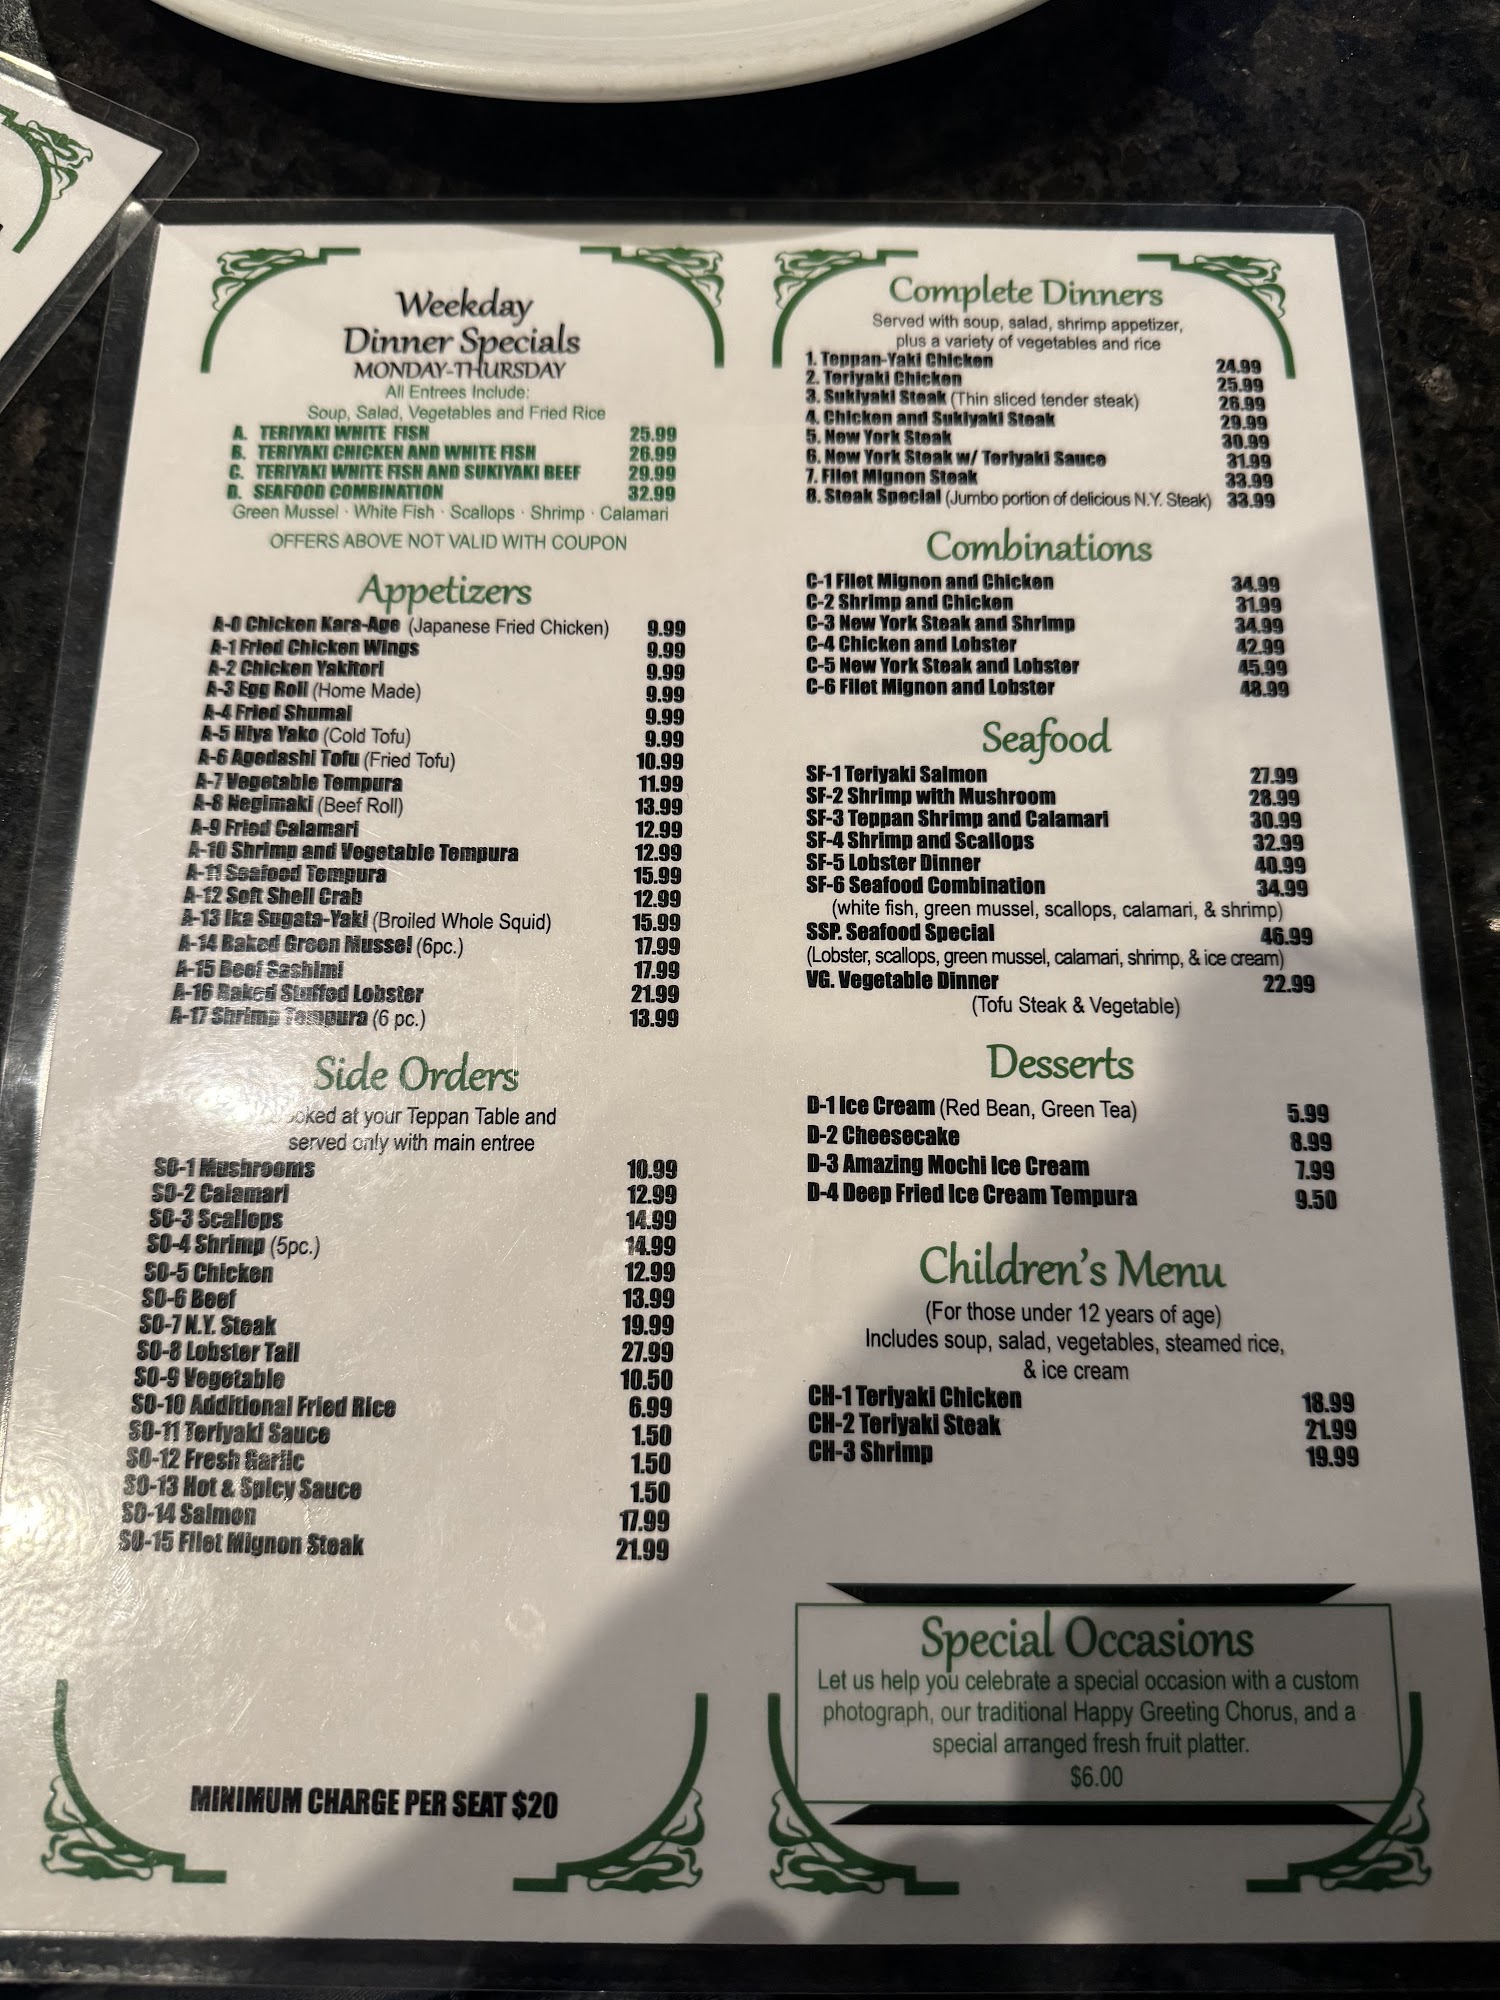 Weekday
Dinner Specials
MONDAY-THURSDAY
All Entrees Include:
Soup, Salad, Vegetables and Fried Rice
A. TERIYAKI WHITE FISH 25.99
B. TERIYAKI CHICKEN AND WHITE FISH 26.99
C. TERIYAKI WHITE FISH AND SUKIYAKI BEEF 29.99
D. SEAFOOD COMBINATION 32.99
Green Mussel · White Fish · Scallops · Shrimp · Calamari
OFFERS ABOVE NOT VALID WITH COUPON
Appetizers
A-0 Chicken Kara-Age (Japanese Fried Chicken) 9.99
A-1 Fried Chicken Wings 9.99
A-2 Chicken Yakitori 9.99
A-3 Egg Roll (Home Made) 9.99
A-4 Fried Shumai 9.99
A-5 Hiya Yako (Cold Tofu) 9.99
A-6 Agedashi Tofu (Fried Tofu) 10.99
A-7 Vegetable Tempura 11.99
A-8 Negimaki (Beef Roll) 13.99
A-9 Fried Calamari 12.99
A-10 Shrimp and Vegetable Tempura 12.99
A-11 Seafood Tempura 15.99
A-12 Soft Shell Crab 12.99
A-13 Ika Sugata-Yaki (Broiled Whole Squid) 15.99
A-14 Baked Green Mussel (6pc.) 17.99
A-15 Beef Sashimi 17.99
A-16 Baked Stuffed Lobster 21.99
A-17 Shrimp Tempura (6 pc.) 13.99
Side Orders
at your Teppan Table and
served only with main entree
SO-1 Mushrooms 10.99
SO-2 Calamari 12.99
SO-3 Scallops 14.99
SO-4 Shrimp (5pc.) 14.99
SO-5 Chicken 12.99
SO-6 Beef 13.99
SO-7 N.Y. Steak 19.99
SO-8 Lobster Tail 27.99
SO-9 Vegetable 10.50
SO-10 Additional Fried Rice 6.99
SO-11 Teriyaki Sauce 1.50
SO-12 Fresh Garlic 1.50
SO-13 Hot & Spicy Sauce 1.50
SO-14 Salmon 17.99
SO-15 Filet Mignon Steak 21.99
MINIMUM CHARGE PER SEAT $20
Complete Dinners
Served with soup, salad, shrimp appetizer,
plus a variety of vegetables and rice
1. Teppan-Yaki Chicken 24.99
2. Teriyaki Chicken 25.99
3. Sukiyaki Steak (Thin sliced tender steak) 26.99
4. Chicken and Sukiyaki Steak 29.99
5. New York Steak 30.99
6. New York Steak w/ Teriyaki Sauce 31.99
7. Filet Mignon Steak 33.99
8. Steak Special (Jumbo portion of delicious N.Y. Steak) 33.99
Combinations
C-1 Filet Mignon and Chicken 34.99
C-2 Shrimp and Chicken 31.99
C-3 New York Steak and Shrimp 34.99
C-4 Chicken and Lobster 42.99
C-5 New York Steak and Lobster 45.99
C-6 Filet Mignon and Lobster 48.99
Seafood
SF-1 Teriyaki Salmon 27.99
SF-2 Shrimp with Mushroom 28.99
SF-3 Teppan Shrimp and Calamari 30.99
SF-4 Shrimp and Scallops 32.99
SF-5 Lobster Dinner 40.99
SF-6 Seafood Combination 34.99
(white fish, green mussel, scallops, calamari, & shrimp)
SSP. Seafood Special 46.99
(Lobster, scallops, green mussel, calamari, shrimp, & ice cream)
VG. Vegetable Dinner 22.99
(Tofu Steak & Vegetable)
Desserts
D-1 Ice Cream (Red Bean, Green Tea) 5.99
D-2 Cheesecake 8.99
D-3 Amazing Mochi Ice Cream 7.99
D-4 Deep Fried Ice Cream Tempura 9.50
Children's Menu
(For those under 12 years of age)
Includes soup, salad, vegetables, steamed rice,
& ice cream
CH-1 Teriyaki Chicken 18.99
CH-2 Teriyaki Steak 21.99
CH-3 Shrimp 19.99
Special Occasions
Let us help you celebrate a special occasion with a custom
photograph, our traditional Happy Greeting Chorus, and a
special arranged fresh fruit platter.
$6.00